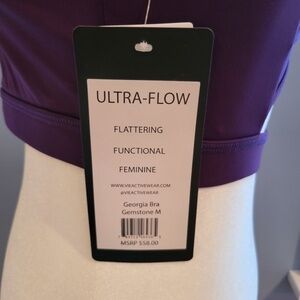 ULTRA-FLOW
FLATTERING
FUNCTIONAL
FEMININE
WWW.VIEACTIVEWEAR.COM
@VIEACTIVEWEAR
Georgia Bra
Gemstone M
MSRP $58.00